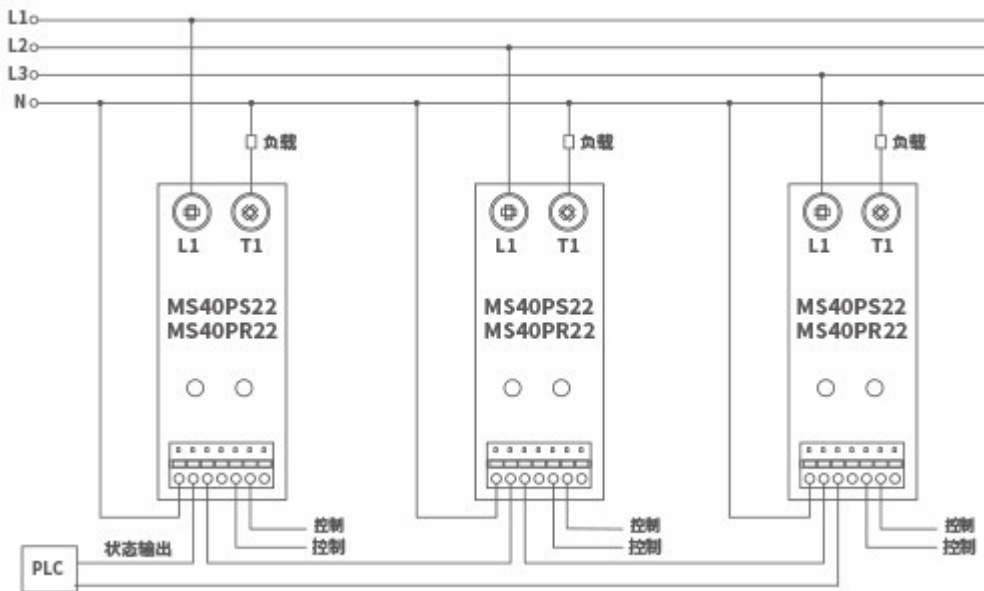 L1
L2
L3
N
负载 负载 负载
L1 T1 L1 T1 L1 T1
MS40PS22 MS40PS22 MS40PS22
MS40PR22 MS40PR22 MS40PR22
控制 控制 控制
状态输出 控制 控制 控制
PLC